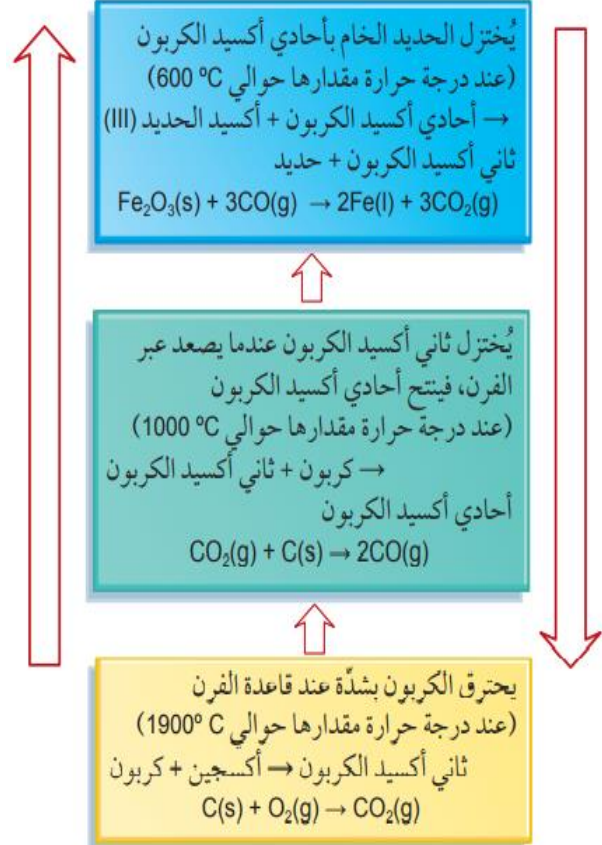 يُختزل الحديد الخام بأحادي أكسيد الكربون
(عند درجة حرارة مقدارها حوالي 600 ºC)
→ أحادي أكسيد الكربون + أكسيد الحديد (III)
ثاني أكسيد الكربون + حديد
Fe₂O₃(s) + 3CO(g) → 2Fe(l) + 3CO₂(g)
يُختزل ثاني أكسيد الكربون عندما يصعد عبر
الفرن، فينتج أحادي أكسيد الكربون
(عند درجة حرارة مقدارها حوالي 1000 ºC)
→ كربون + ثاني أكسيد الكربون
أحادي أكسيد الكربون
CO₂(g) + C(s) → 2CO(g)
يحترق الكربون بشدّة عند قاعدة الفرن
(عند درجة حرارة مقدارها حوالي 1900º C)
ثاني أكسيد الكربون → أكسجين + كربون
C(s) + O₂(g) → CO₂(g)